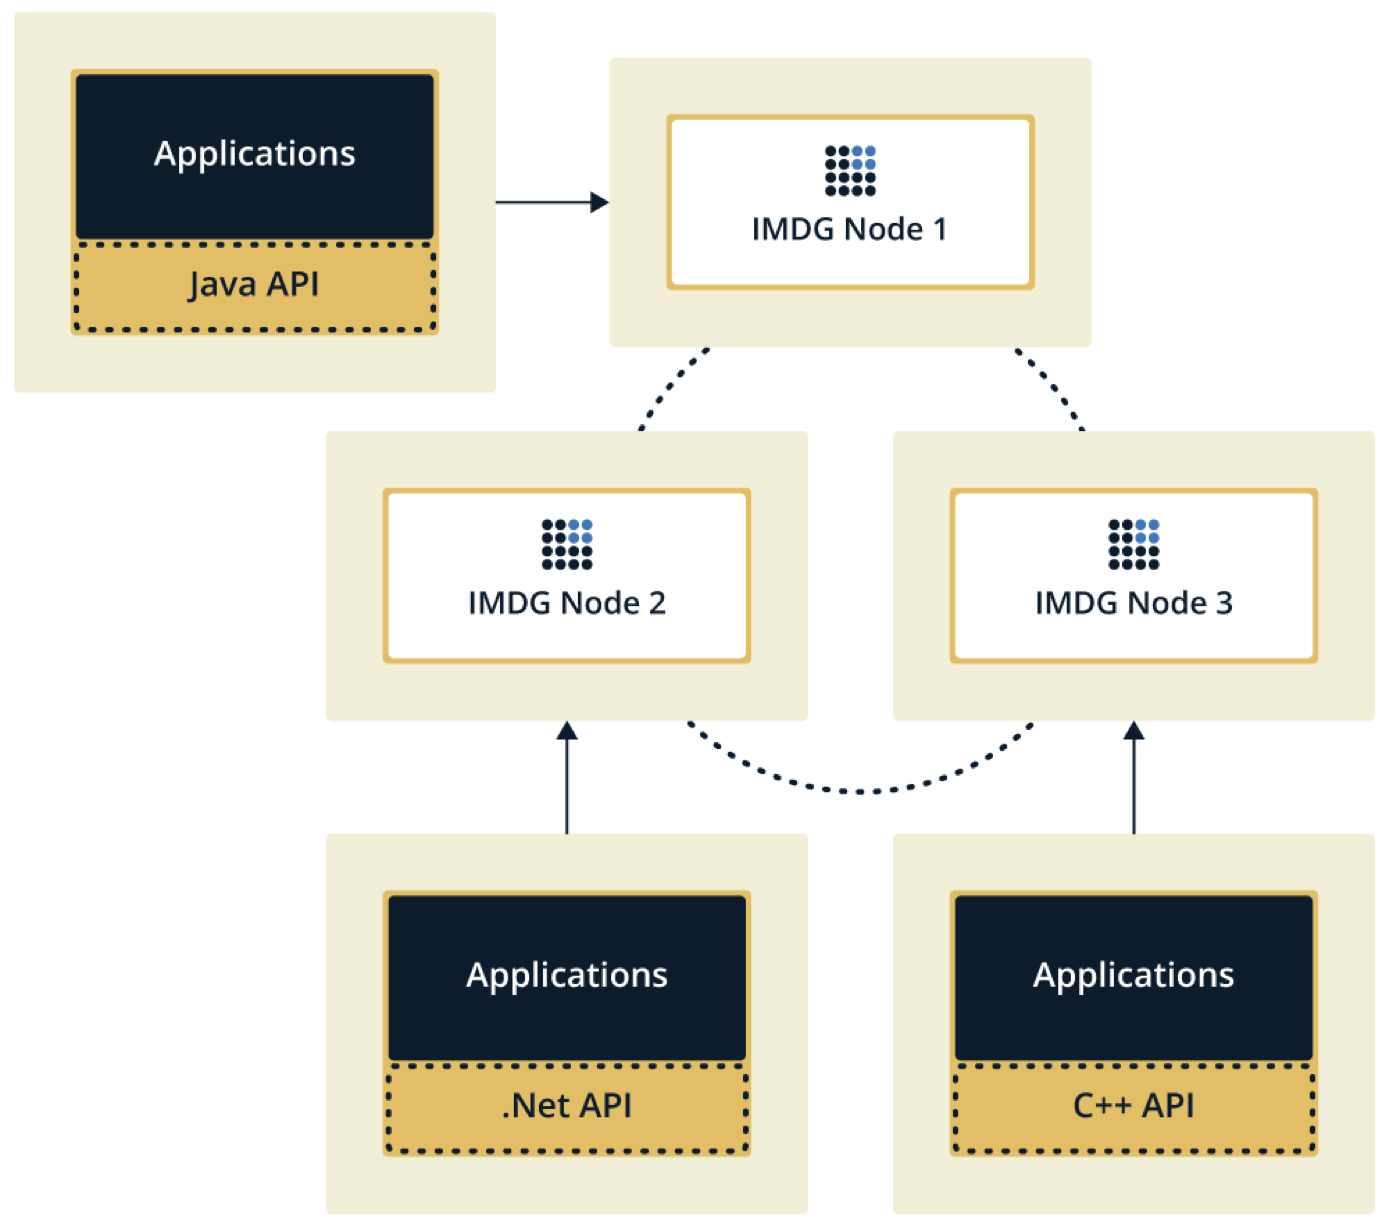 Applications
Java API
IMDG Node 1
IMDG Node 2
IMDG Node 3
Applications
.Net API
Applications
C++ API